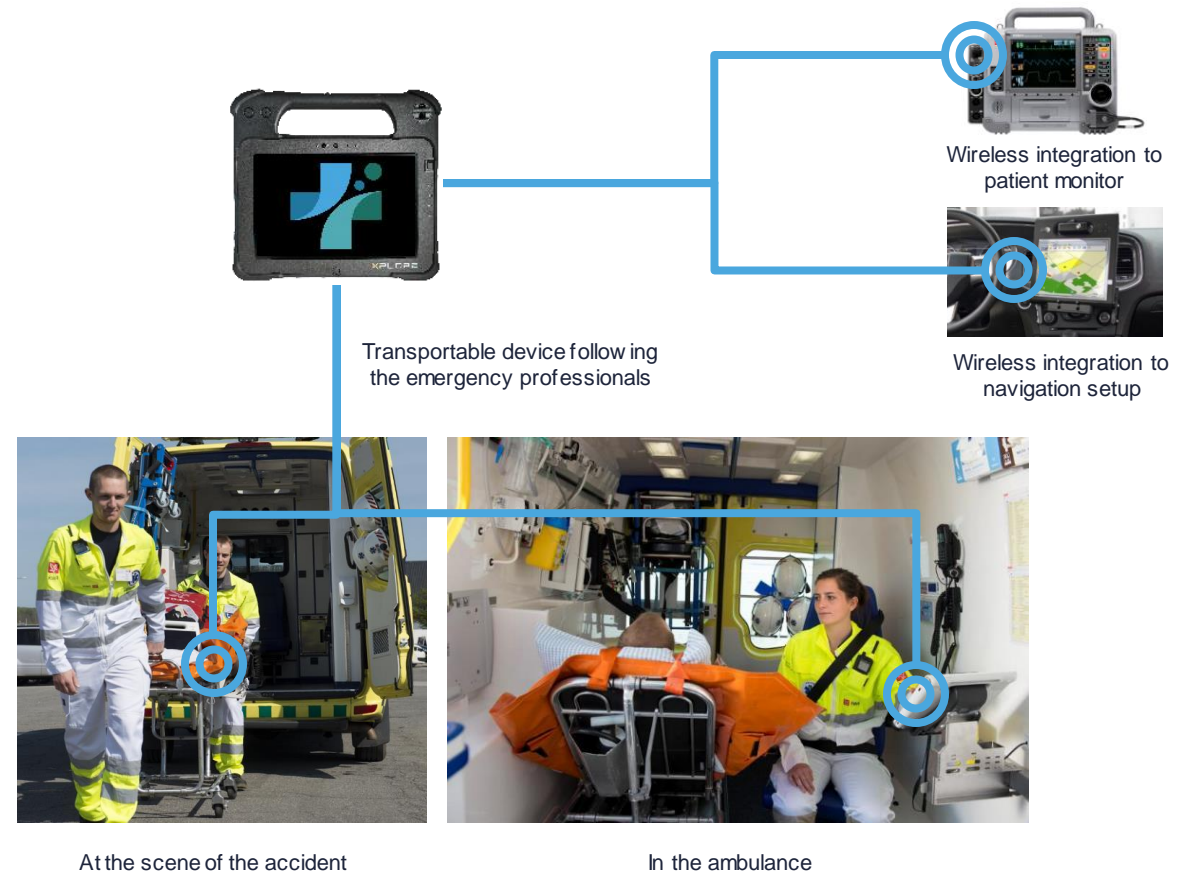 XPLORE
Wireless integration to
patient monitor
Transportable device following
the emergency professionals
Wireless integration to
navigation setup
At the scene of the accident
In the ambulance